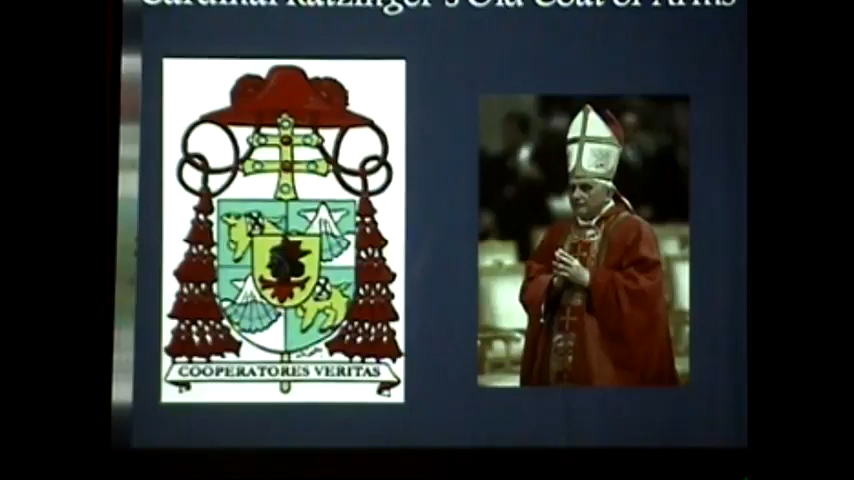 Cardinal Ratzinger's Old Coat of Arms
COOPERATORES VERITAS